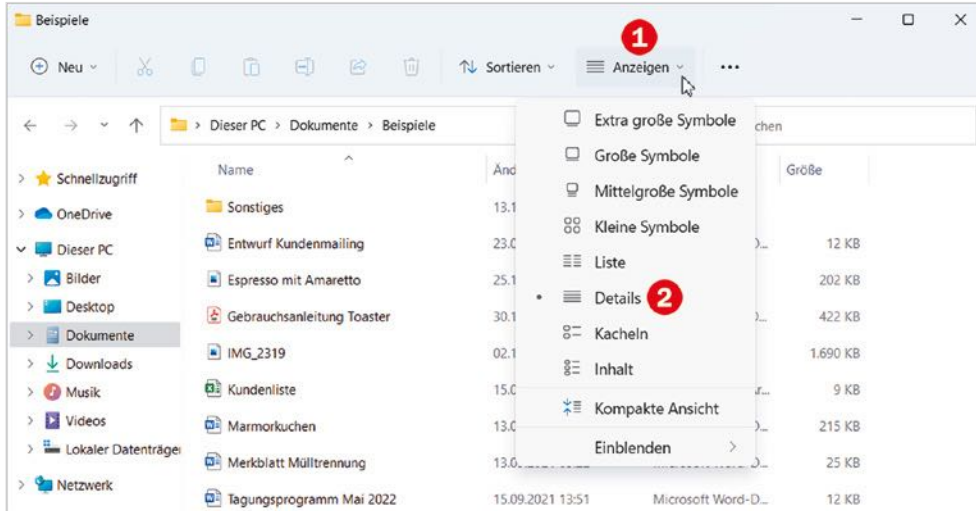 Beispiele
1
Neu Sortieren Anzeigen ...
Dieser PC > Dokumente > Beispiele
Extra große Symbole
Große Symbole
Mittelgroße Symbole
Kleine Symbole
Liste
Details 2
Kacheln
Inhalt
Kompakte Ansicht
Einblenden
Schnellzugriff
OneDrive
Dieser PC
Bilder
Desktop
Dokumente
Downloads
Musik
Videos
Lokaler Datenträger
Netzwerk
Name Größe
Sonstiges
Entwurf Kundenmailing 12 KB
Espresso mit Amaretto 202 KB
Gebrauchsanleitung Toaster 422 KB
IMG_2319 1.690 KB
Kundenliste 9 KB
Marmorkuchen 215 KB
Merkblatt Mülltrennung 25 KB
Tagungsprogramm Mai 2022 15.09.2021 13:51 Microsoft Word-D... 12 KB